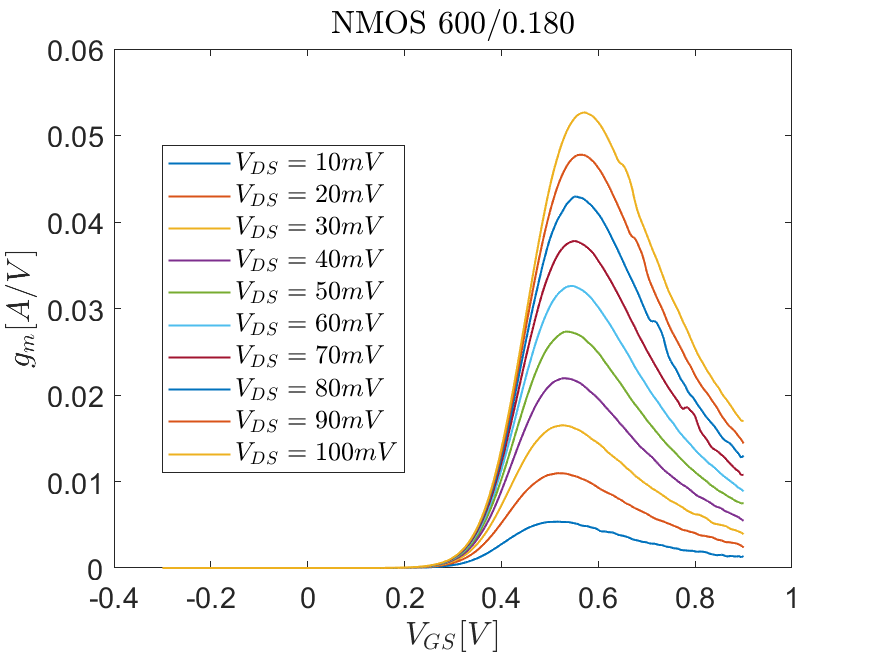 NMOS 600/0.180
0.06
0.05
0.04
0.03
0.02
0.01
0
g_m[A/V]
V_DS = 10mV
V_DS = 20mV
V_DS = 30mV
V_DS = 40mV
V_DS = 50mV
V_DS = 60mV
V_DS = 70mV
V_DS = 80mV
V_DS = 90mV
V_DS = 100mV
-0.4 -0.2 0 0.2 0.4 0.6 0.8 1
V_GS[V]